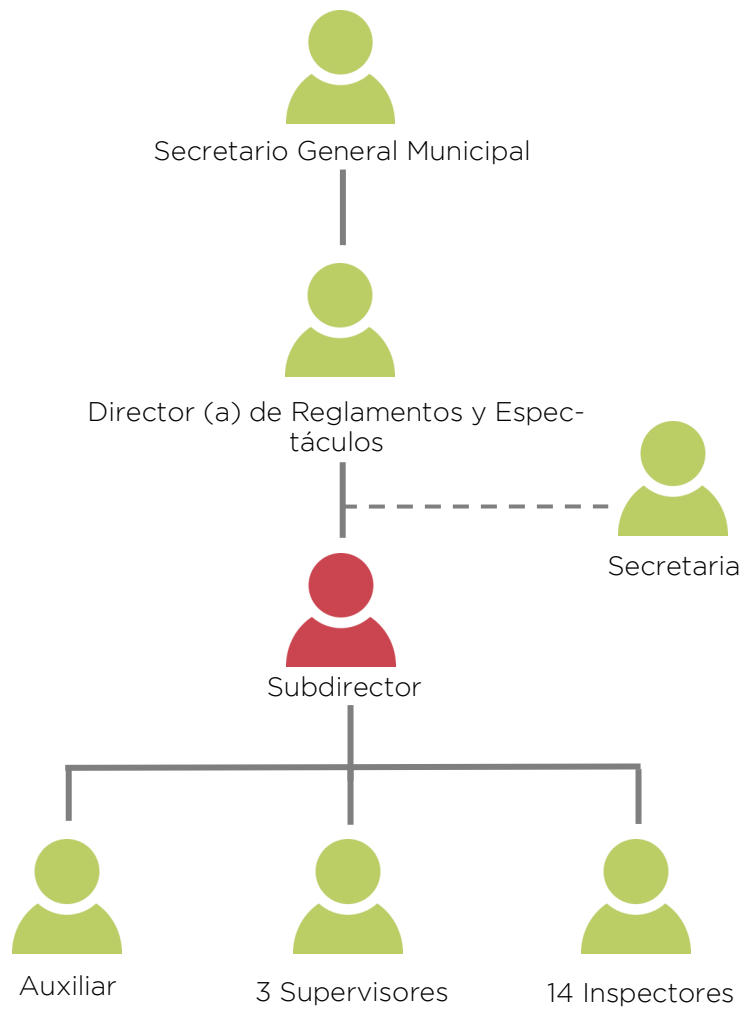 Secretario General Municipal
Director (a) de Reglamentos y Espec-
táculos
Secretaria
Subdirector
Auxiliar
3 Supervisores
14 Inspectores